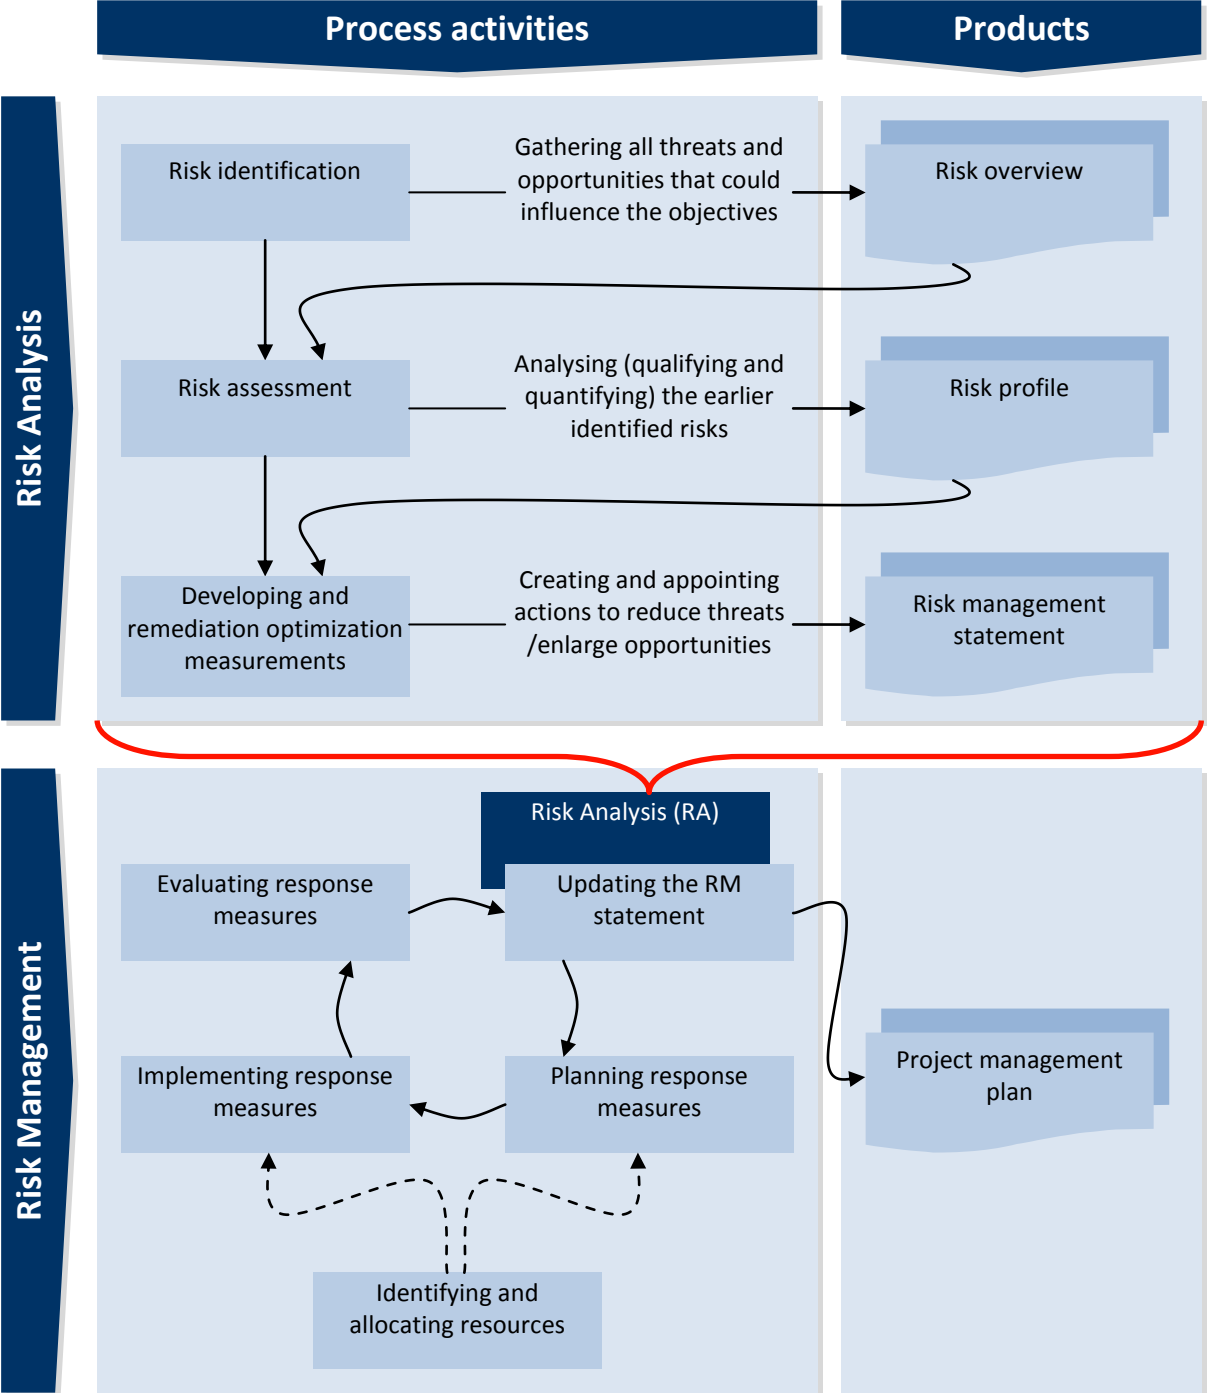 Process activities
Products
Risk Analysis
Risk identification
Gathering all threats and
opportunities that could
influence the objectives
Risk overview
Risk assessment
Analysing (qualifying and
quantifying) the earlier
identified risks
Risk profile
Developing and
remediation optimization
measurements
Creating and appointing
actions to reduce threats
/enlarge opportunities
Risk management
statement
Risk Management
Risk Analysis (RA)
Evaluating response
measures
Updating the RM
statement
Implementing response
measures
Planning response
measures
Project management
plan
Identifying and
allocating resources